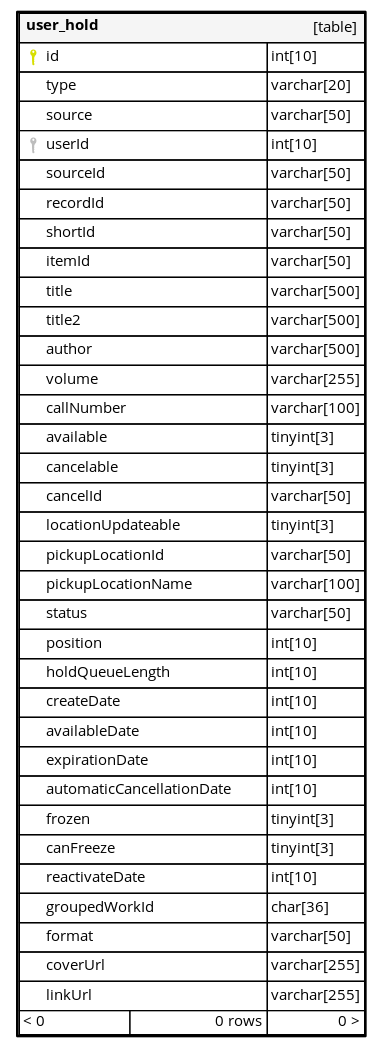 user_hold [table]
id int[10]
type varchar[20]
source varchar[50]
userId int[10]
sourceId varchar[50]
recordId varchar[50]
shortId varchar[50]
itemId varchar[50]
title varchar[500]
title2 varchar[500]
author varchar[500]
volume varchar[255]
callNumber varchar[100]
available tinyint[3]
cancelable tinyint[3]
cancelId varchar[50]
locationUpdateable tinyint[3]
pickupLocationId varchar[50]
pickupLocationName varchar[100]
status varchar[50]
position int[10]
holdQueueLength int[10]
createDate int[10]
availableDate int[10]
expirationDate int[10]
automaticCancellationDate int[10]
frozen tinyint[3]
canFreeze tinyint[3]
reactivateDate int[10]
groupedWorkId char[36]
format varchar[50]
coverUrl varchar[255]
linkUrl varchar[255]
< 0 0 rows 0 >